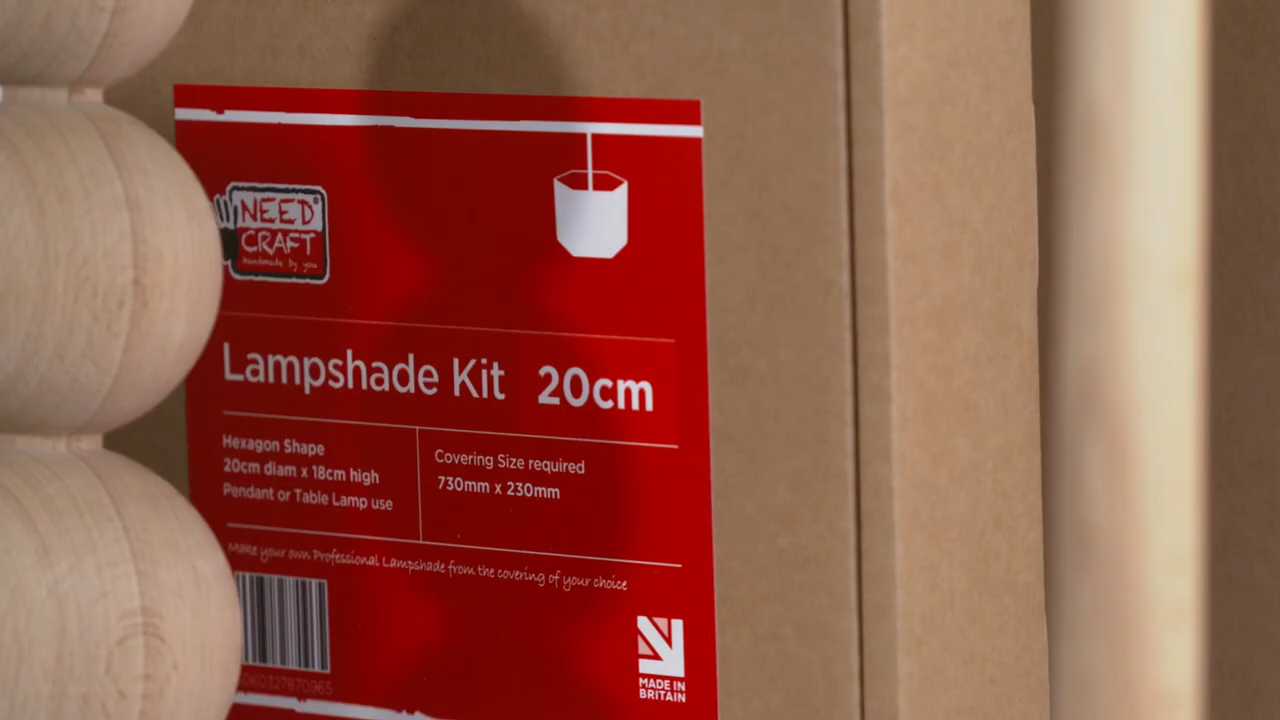 NEED
CRAFT
Handmade by you
Lampshade Kit 20cm
Hexagon Shape
20cm diam x 18cm high
Pendant or Table Lamp use
Covering Size required
730mm x 230mm
Make your own Professional Lampshade from the covering of your choice
060327870965
MADE IN
BRITAIN